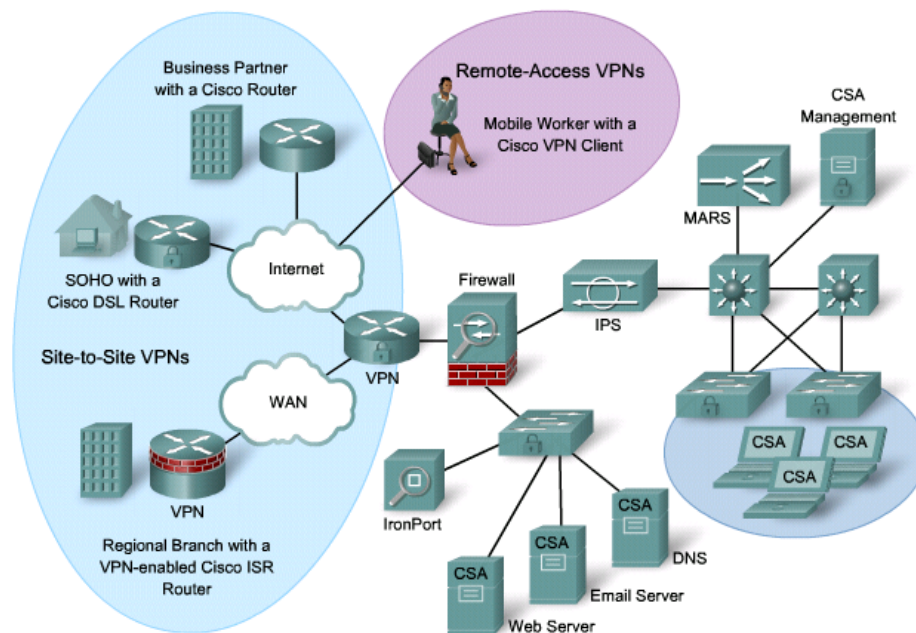 Business Partner
with a Cisco Router
Remote-Access VPNs
Mobile Worker with a
Cisco VPN Client
CSA
Management
MARS
SOHO with a
Cisco DSL Router
Internet
Firewall
IPS
Site-to-Site VPNs
VPN
WAN
VPN
Regional Branch with a
VPN-enabled Cisco ISR
Router
IronPort
CSA
Web Server
CSA
Email Server
CSA
DNS
CSA
CSA
CSA